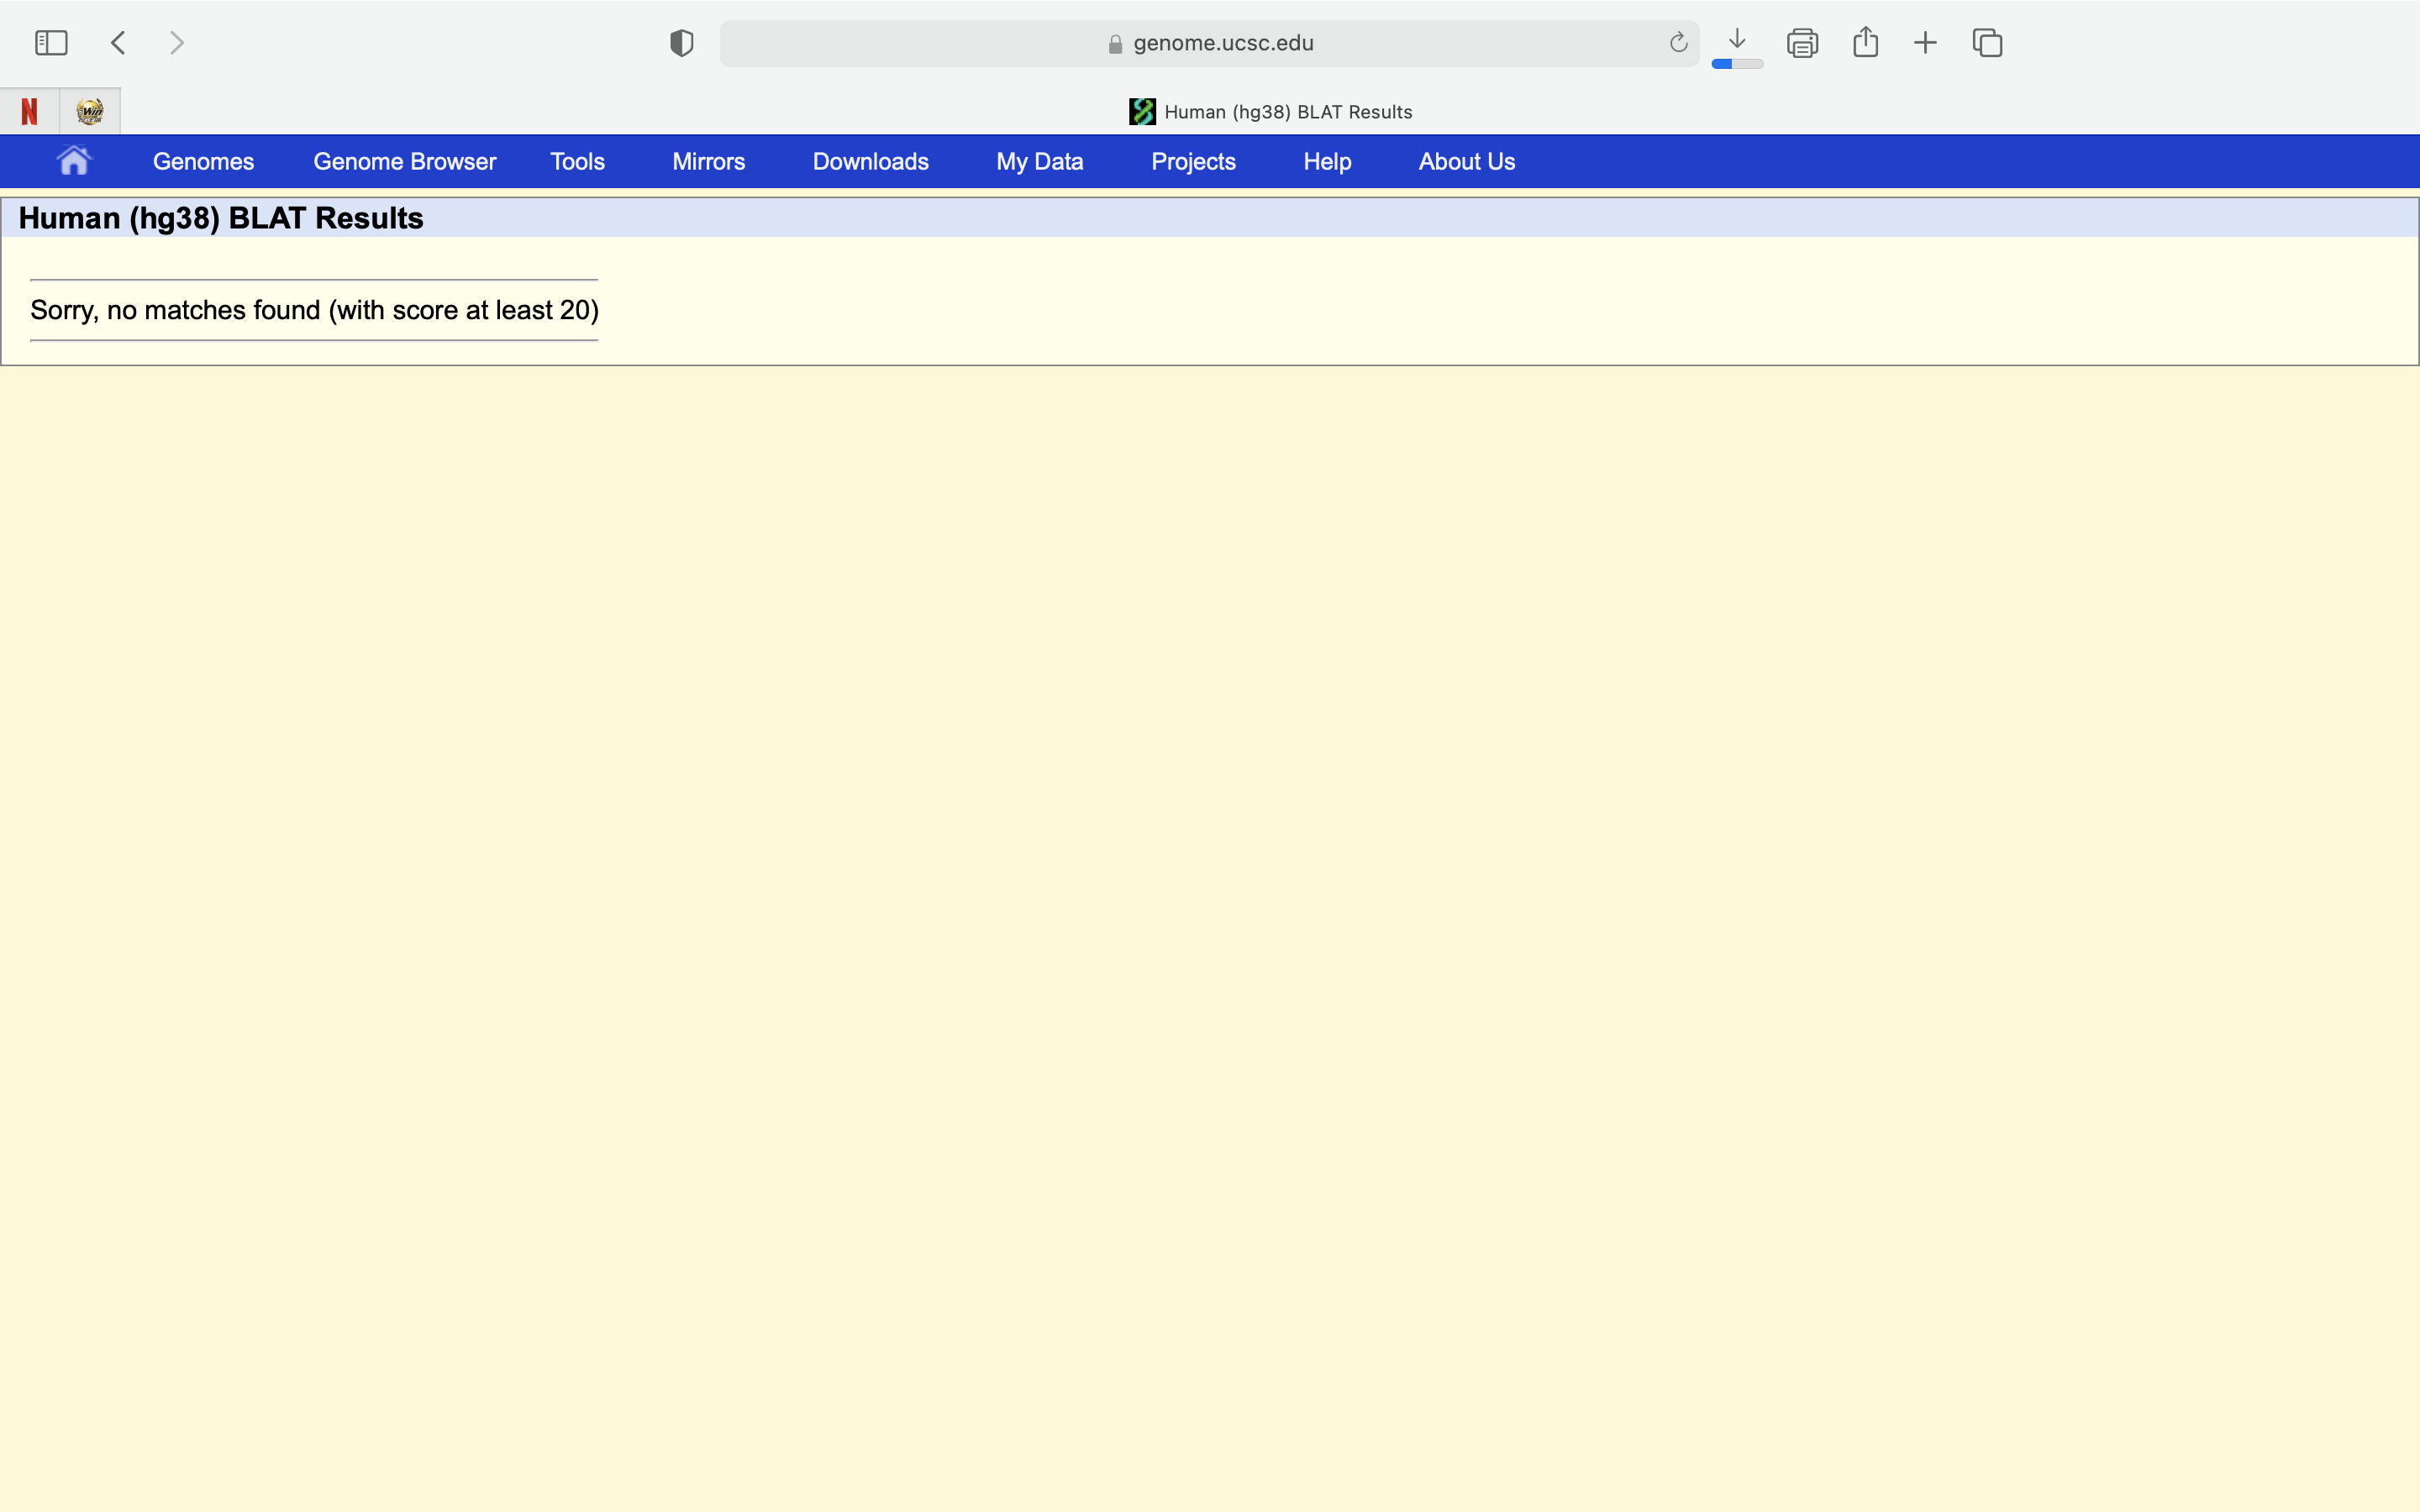 genome.ucsc.edu
N
Win
Human (hg38) BLAT Results
Genomes Genome Browser Tools Mirrors Downloads My Data Projects Help About Us
Human (hg38) BLAT Results
Sorry, no matches found (with score at least 20)